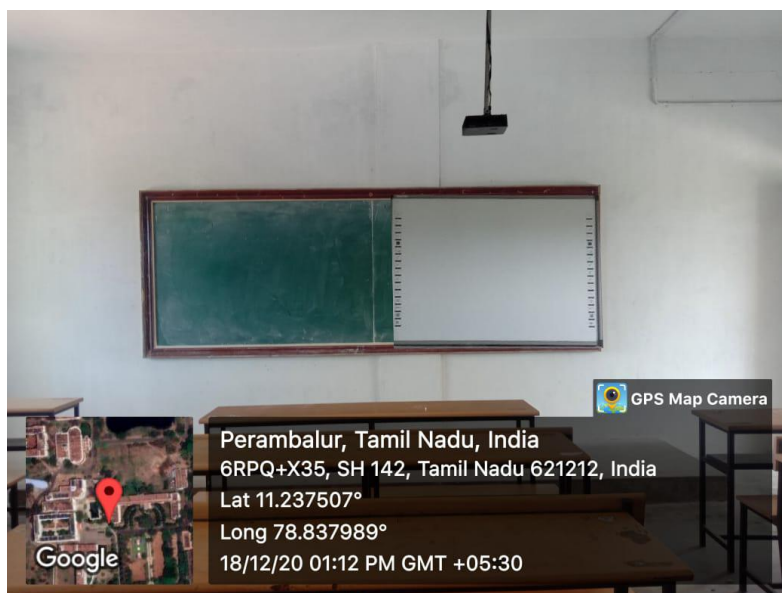 GPS Map Camera
Perambalur, Tamil Nadu, India
6RPQ+X35, SH 142, Tamil Nadu 621212, India
Lat 11.237507°
Long 78.837989°
18/12/20 01:12 PM GMT +05:30
Google